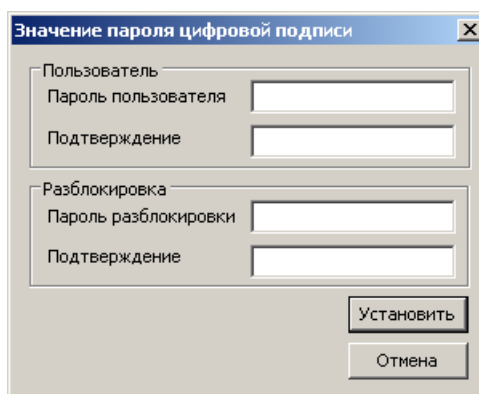 Значение пароля цифровой подписи
Пользователь
Пароль пользователя
Подтверждение
Разблокировка
Пароль разблокировки
Подтверждение
Установить
Отмена